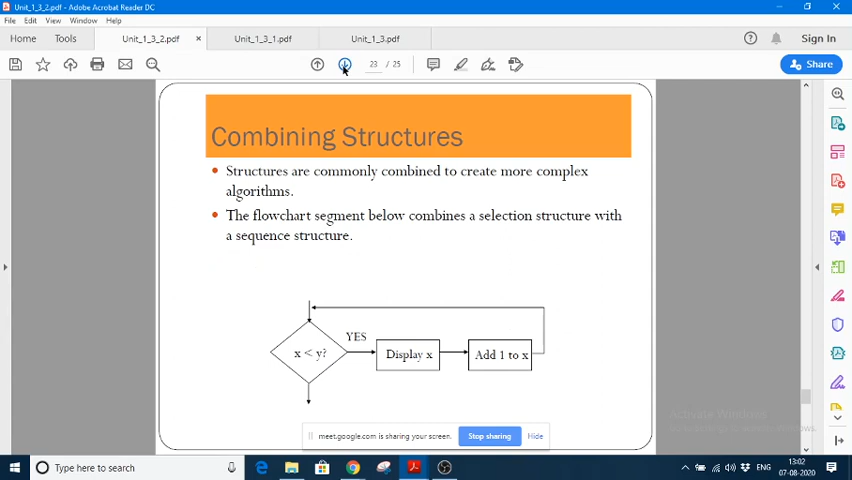 Unit_1_3_2.pdf - Adobe Acrobat Reader DC
File Edit View Window Help
Home Tools Unit_1_3_2.pdf × Unit_1_3_1.pdf Unit_1_3.pdf Sign In
23 / 25 Share
Combining Structures
Structures are commonly combined to create more complex
algorithms.
The flowchart segment below combines a selection structure with
a sequence structure.
YES
x < y? Display x Add 1 to x
Activate Windows
meet.google.com is sharing your screen. Stop sharing Hide
Type here to search ENG 13:02
07-08-2020